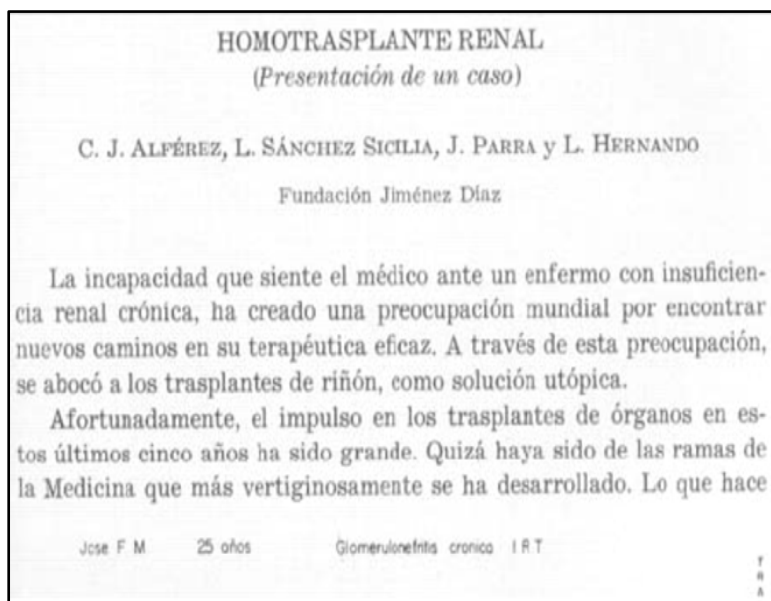 HOMOTRASPLANTE RENAL
(Presentación de un caso)
C. J. ALFÉREZ, L. SÁNCHEZ SICILIA, J. PARRA y L. HERNANDO
Fundación Jiménez Díaz
La incapacidad que siente el médico ante un enfermo con insuficien-
cia renal crónica, ha creado una preocupación mundial por encontrar
nuevos caminos en su terapéutica eficaz. A través de esta preocupación,
se abocó a los trasplantes de riñón, como solución utópica.
Afortunadamente, el impulso en los trasplantes de órganos en es-
tos últimos cinco años ha sido grande. Quizá haya sido de las ramas de
la Medicina que más vertiginosamente se ha desarrollado. Lo que hace
Jose F M 25 años Glomerulonefritis cronica I R T
T
R
A